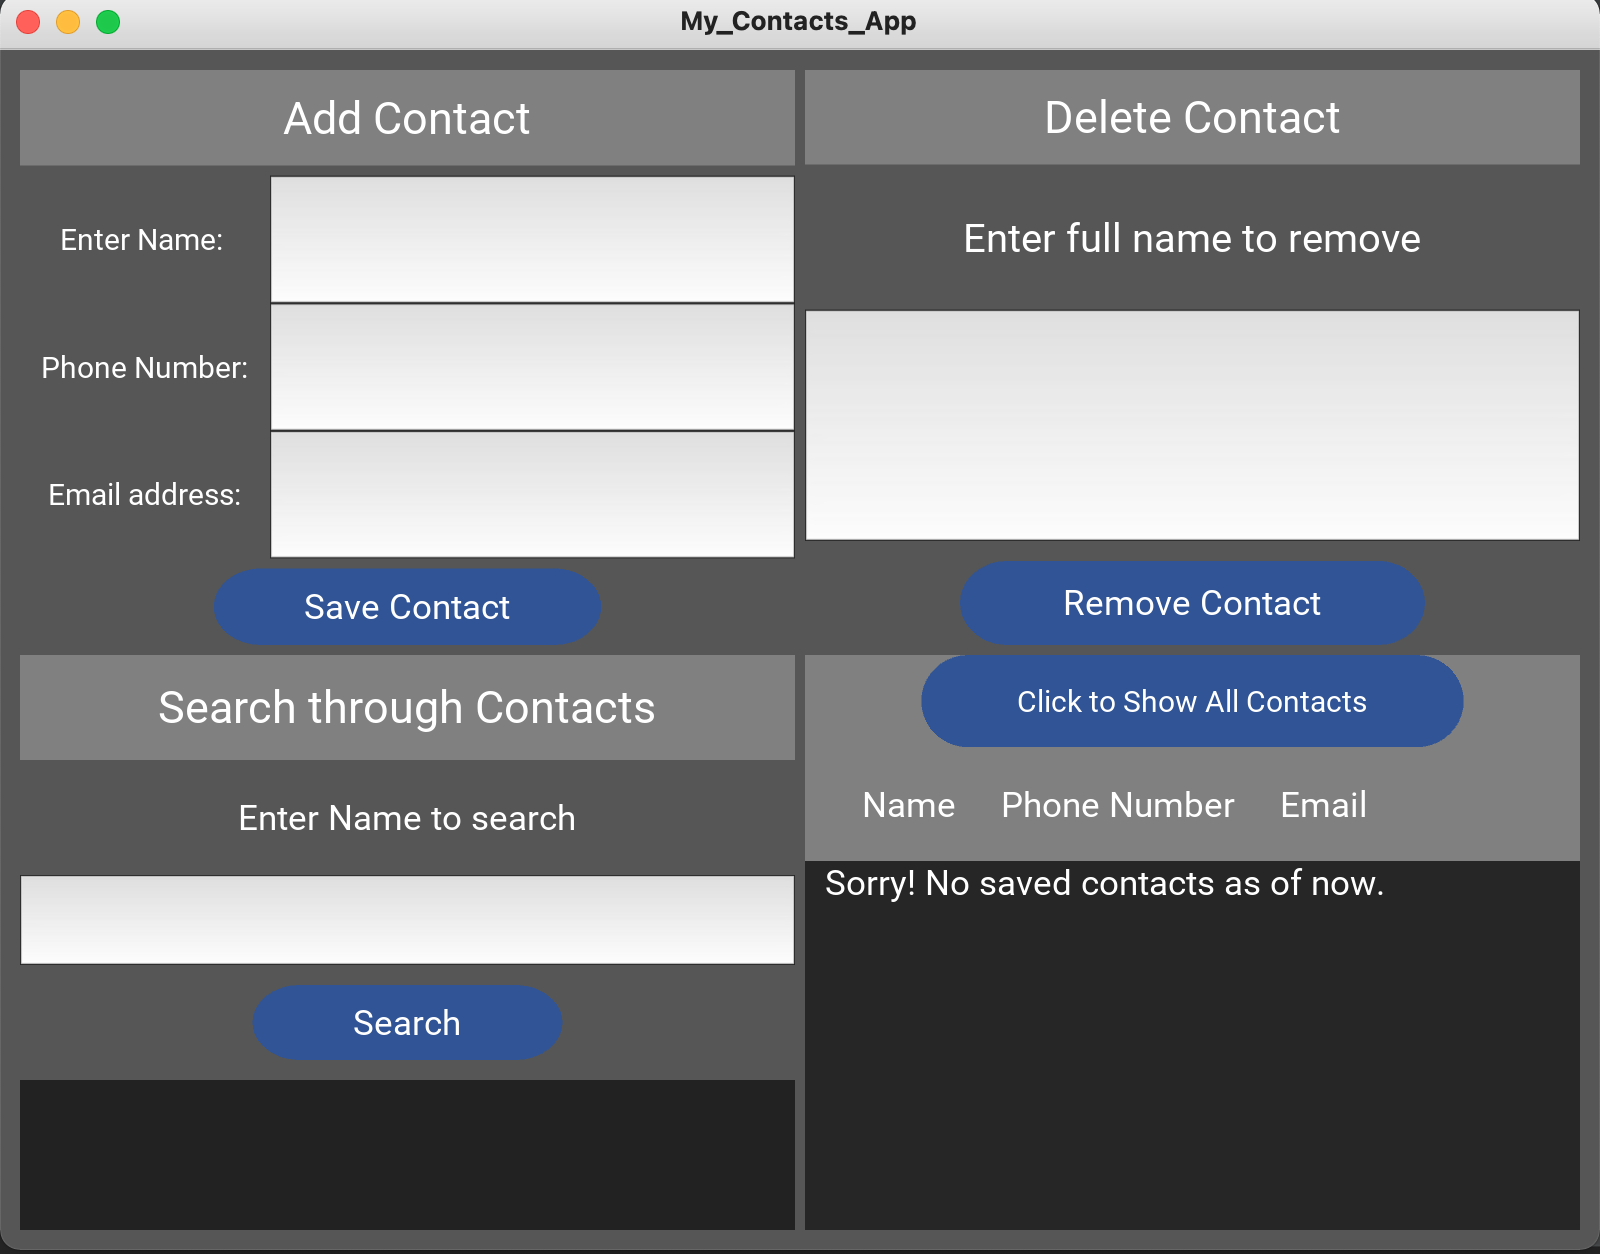 My_Contacts_App
Add Contact
Enter Name:
Phone Number:
Email address:
Save Contact
Delete Contact
Enter full name to remove
Remove Contact
Search through Contacts
Enter Name to search
Search
Click to Show All Contacts
Name Phone Number Email
Sorry! No saved contacts as of now.